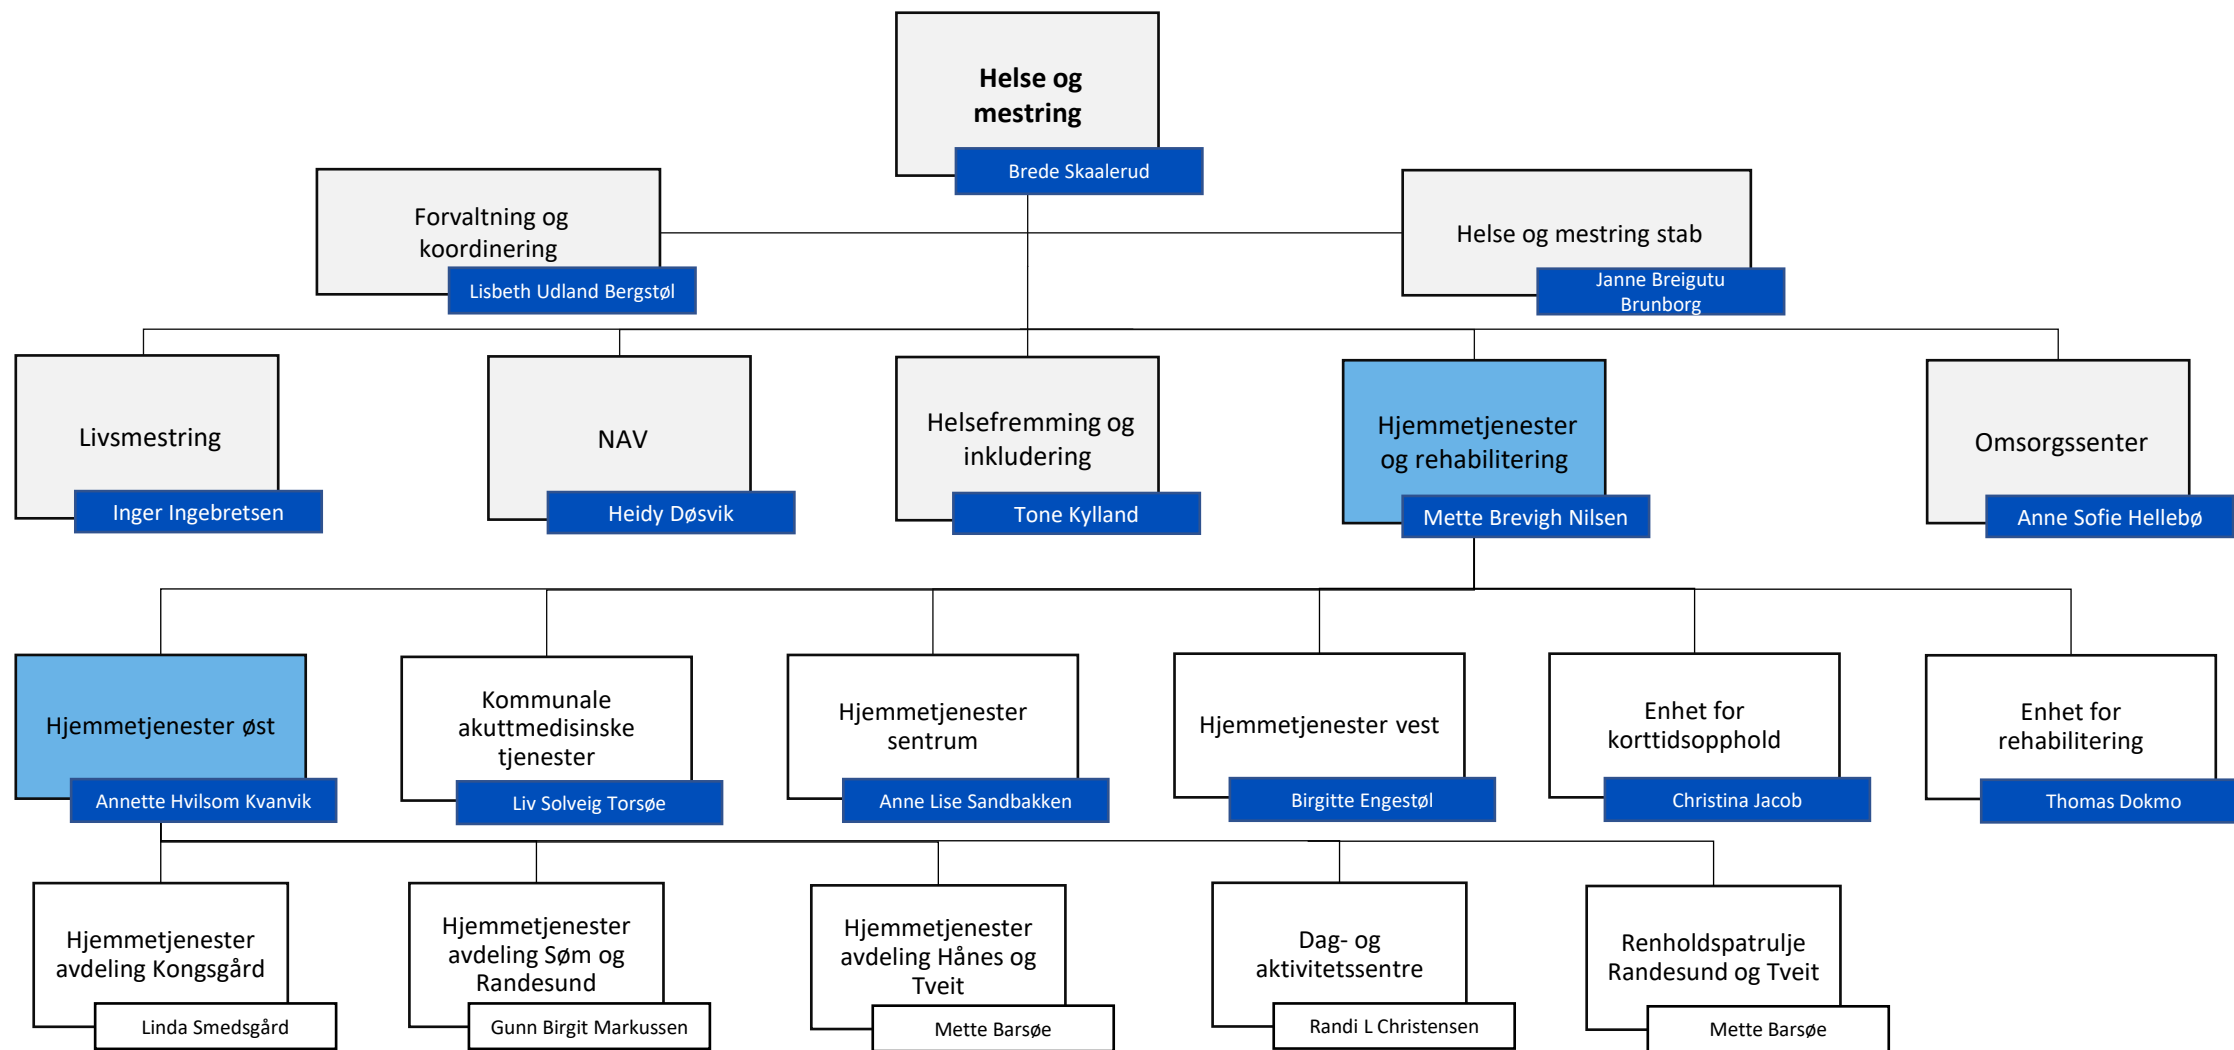 Helse og
mestring
Brede Skaalerud
Forvaltning og
koordinering
Lisbeth Udland Bergstøl
Helse og mestring stab
Janne Breigutu
Brunborg
Livsmestring
Inger Ingebretsen
NAV
Heidy Døsvik
Helsefremming og
inkludering
Tone Kylland
Hjemmetjenester
og rehabilitering
Mette Brevigh Nilsen
Omsorgssenter
Anne Sofie Hellebø
Hjemmetjenester øst
Annette Hvilsom Kvanvik
Kommunale
akuttmedisinske
tjenester
Liv Solveig Torsøe
Hjemmetjenester
sentrum
Anne Lise Sandbakken
Hjemmetjenester vest
Birgitte Engestøl
Enhet for
korttidsopphold
Christina Jacob
Enhet for
rehabilitering
Thomas Dokmo
Hjemmetjenester
avdeling Kongsgård
Linda Smedsgård
Hjemmetjenester
avdeling Søm og
Randesund
Gunn Birgit Markussen
Hjemmetjenester
avdeling Hånes og
Tveit
Mette Barsøe
Dag- og
aktivitetssentre
Randi L Christensen
Renholdspatrulje
Randesund og Tveit
Mette Barsøe